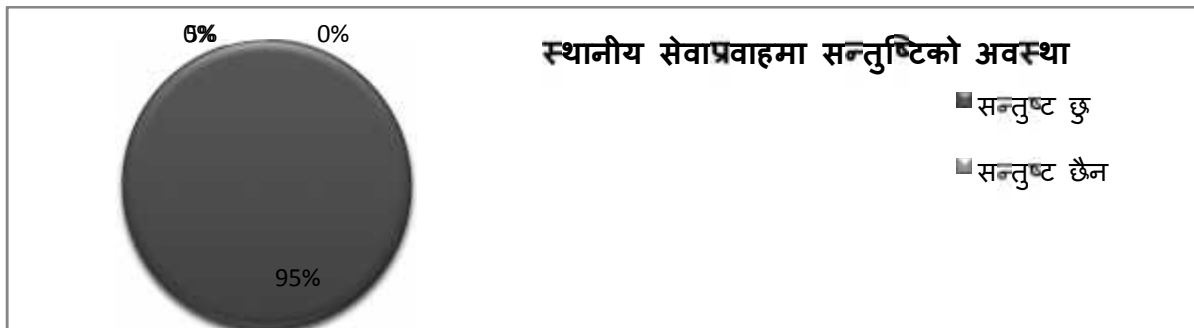 0%
स्थानीय सेवाप्रवाहमा सन्तुष्टिको अवस्था
सन्तुष्ट छु
सन्तुष्ट छैन
95%